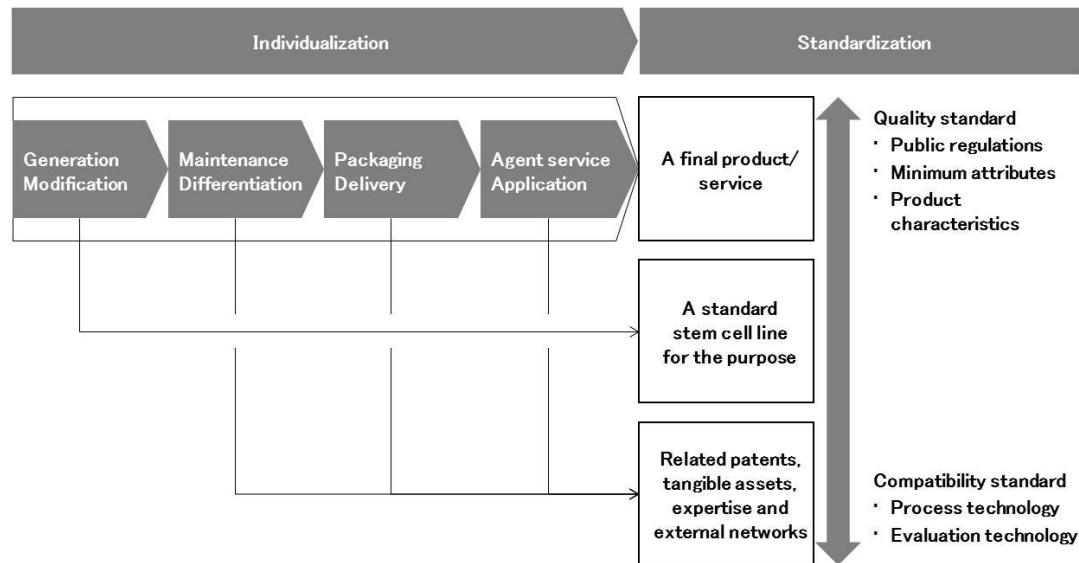 Individualization
Standardization
Generation
Modification
Maintenance
Differentiation
Packaging
Delivery
Agent service
Application
A final product/
service
Quality standard
・ Public regulations
・ Minimum attributes
・ Product
characteristics
A standard
stem cell line
for the purpose
Related patents,
tangible assets,
expertise and
external networks
Compatibility standard
・ Process technology
・ Evaluation technology